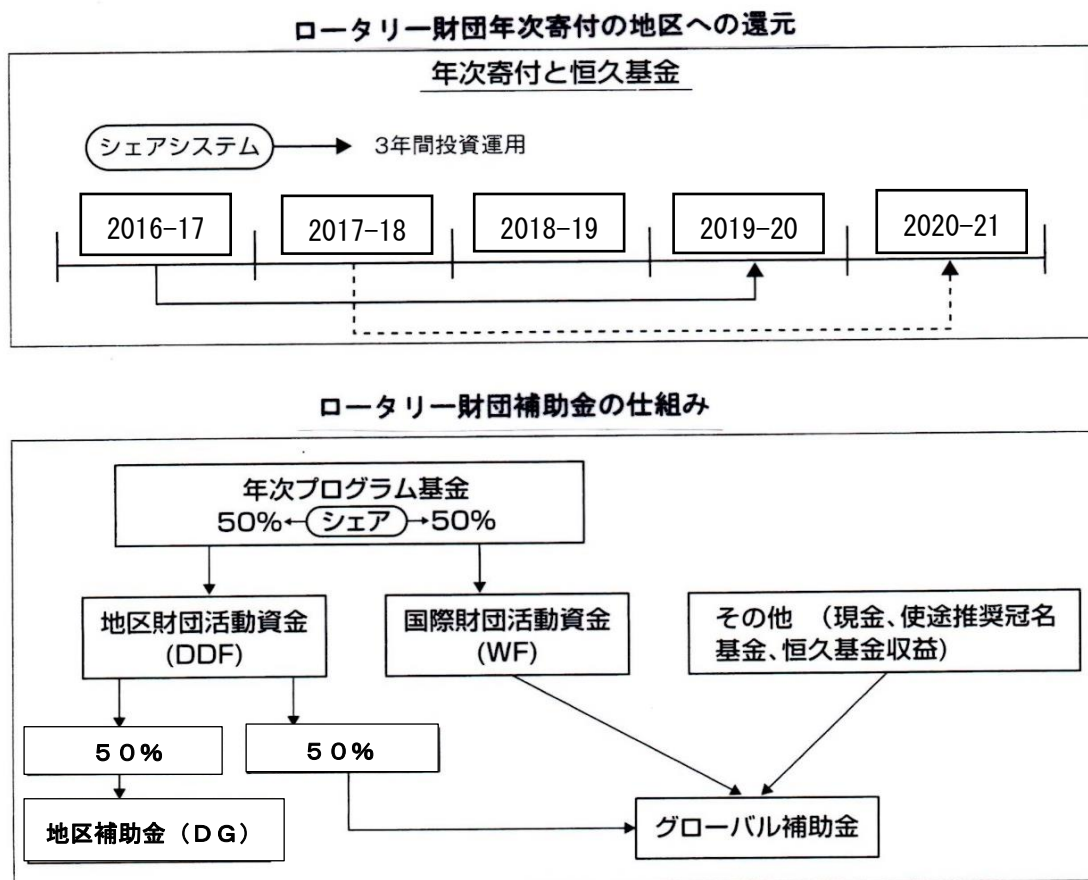 ロータリー財団年次寄付の地区への還元
年次寄付と恒久基金
シェアシステム 3年間投資運用
2016-17 2017-18 2018-19 2019-20 2020-21
ロータリー財団補助金の仕組み
年次プログラム基金
50% シェア 50%
地区財団活動資金
(DDF)
国際財団活動資金
(WF)
その他 (現金、使途推奨冠名
基金、恒久基金収益)
50% 50%
地区補助金(DG)
グローバル補助金